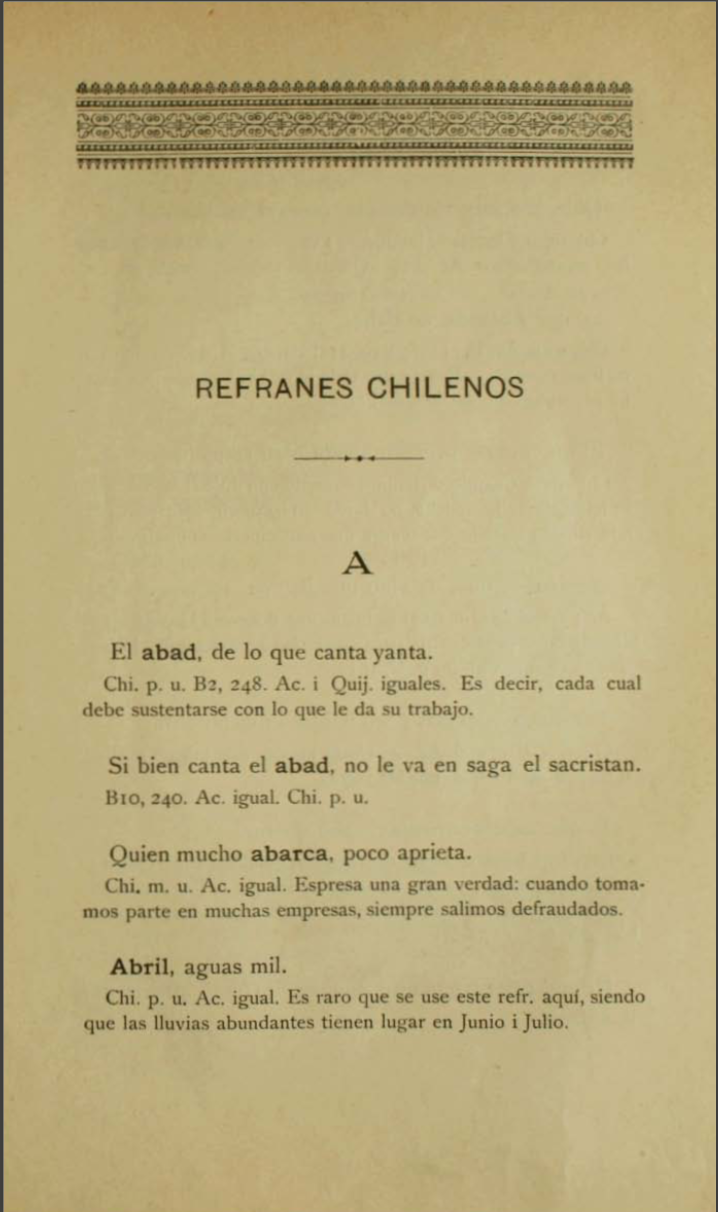 REFRANES CHILENOS
A
El abad, de lo que canta yanta.
Chi. p. u. B2, 248. Ac. i Quij. iguales. Es decir, cada cual
debe sustentarse con lo que le da su trabajo.
Si bien canta el abad, no le va en saga el sacristan.
B10, 240. Ac. igual. Chi. p. u.
Quien mucho abarca, poco aprieta.
Chi. m. u. Ac. igual. Espresa una gran verdad: cuando toma-
mos parte en muchas empresas, siempre salimos defraudados.
Abril, aguas mil.
Chi. p. u. Ac. igual. Es raro que se use este refr. aquí, siendo
que las lluvias abundantes tienen lugar en Junio i Julio.